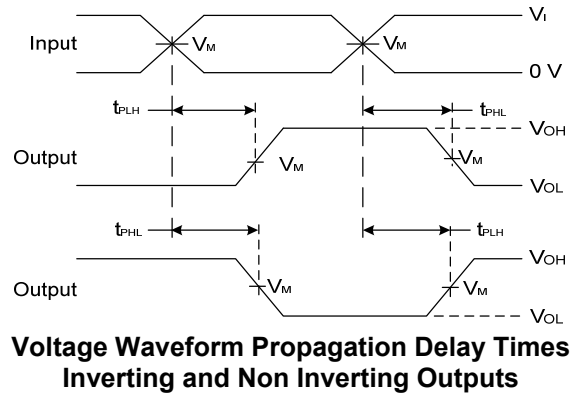 VI
Input
VM
VM
0 V
tPLH
tPHL
VOH
Output
VM
VM
VOL
tPHL
tPLH
VOH
Output
VM
VM
VOL
Voltage Waveform Propagation Delay Times
Inverting and Non Inverting Outputs